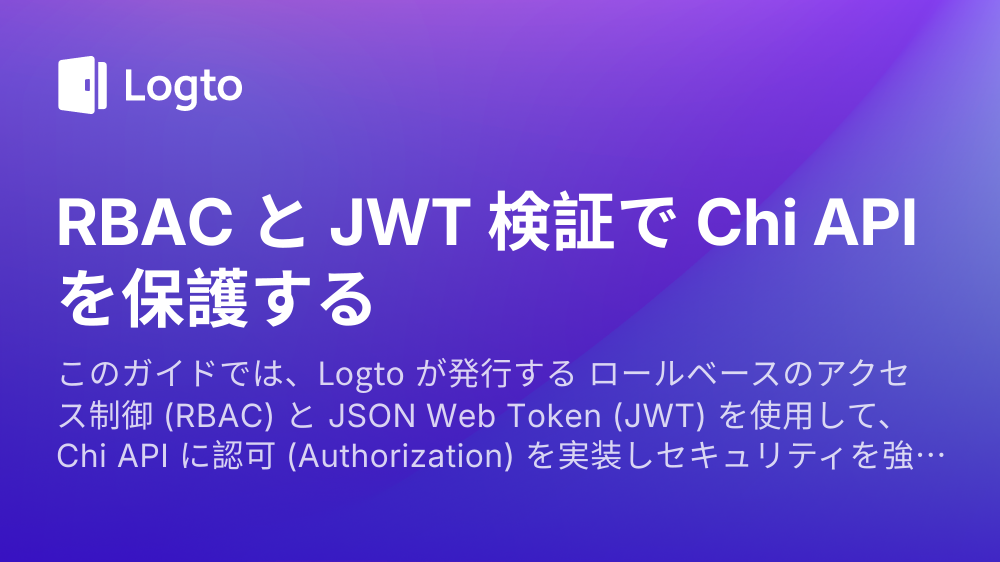 Logto
RBAC と JWT 検証で Chi API
を保護する
このガイドでは、Logto が発行する ロールベースのアクセ
ス制御 (RBAC) と JSON Web Token (JWT) を使用して、
Chi API に認可 (Authorization) を実装しセキュリティを強…